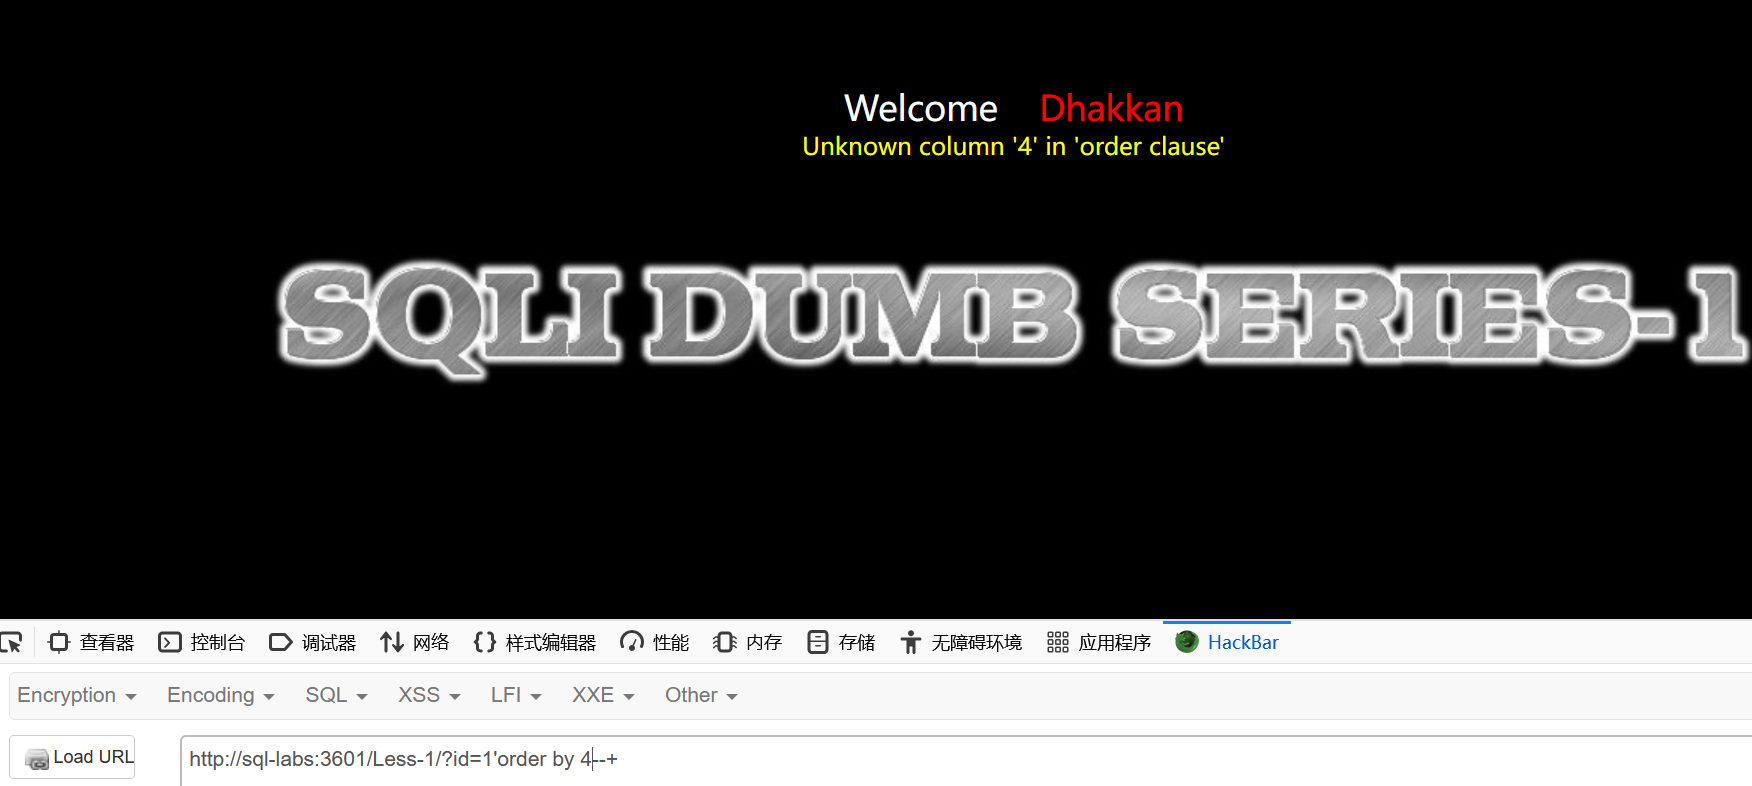 Welcome Dhakkan
Unknown column '4' in 'order clause'
SQLI DUMB SERIES-1
查看器 控制台 调试器 网络 样式编辑器 性能 内存 存储 无障碍环境 应用程序 HackBar
Encryption Encoding SQL XSS LFI XXE Other
Load URL http://sql-labs:3601/Less-1/?id=1'order by 4--+